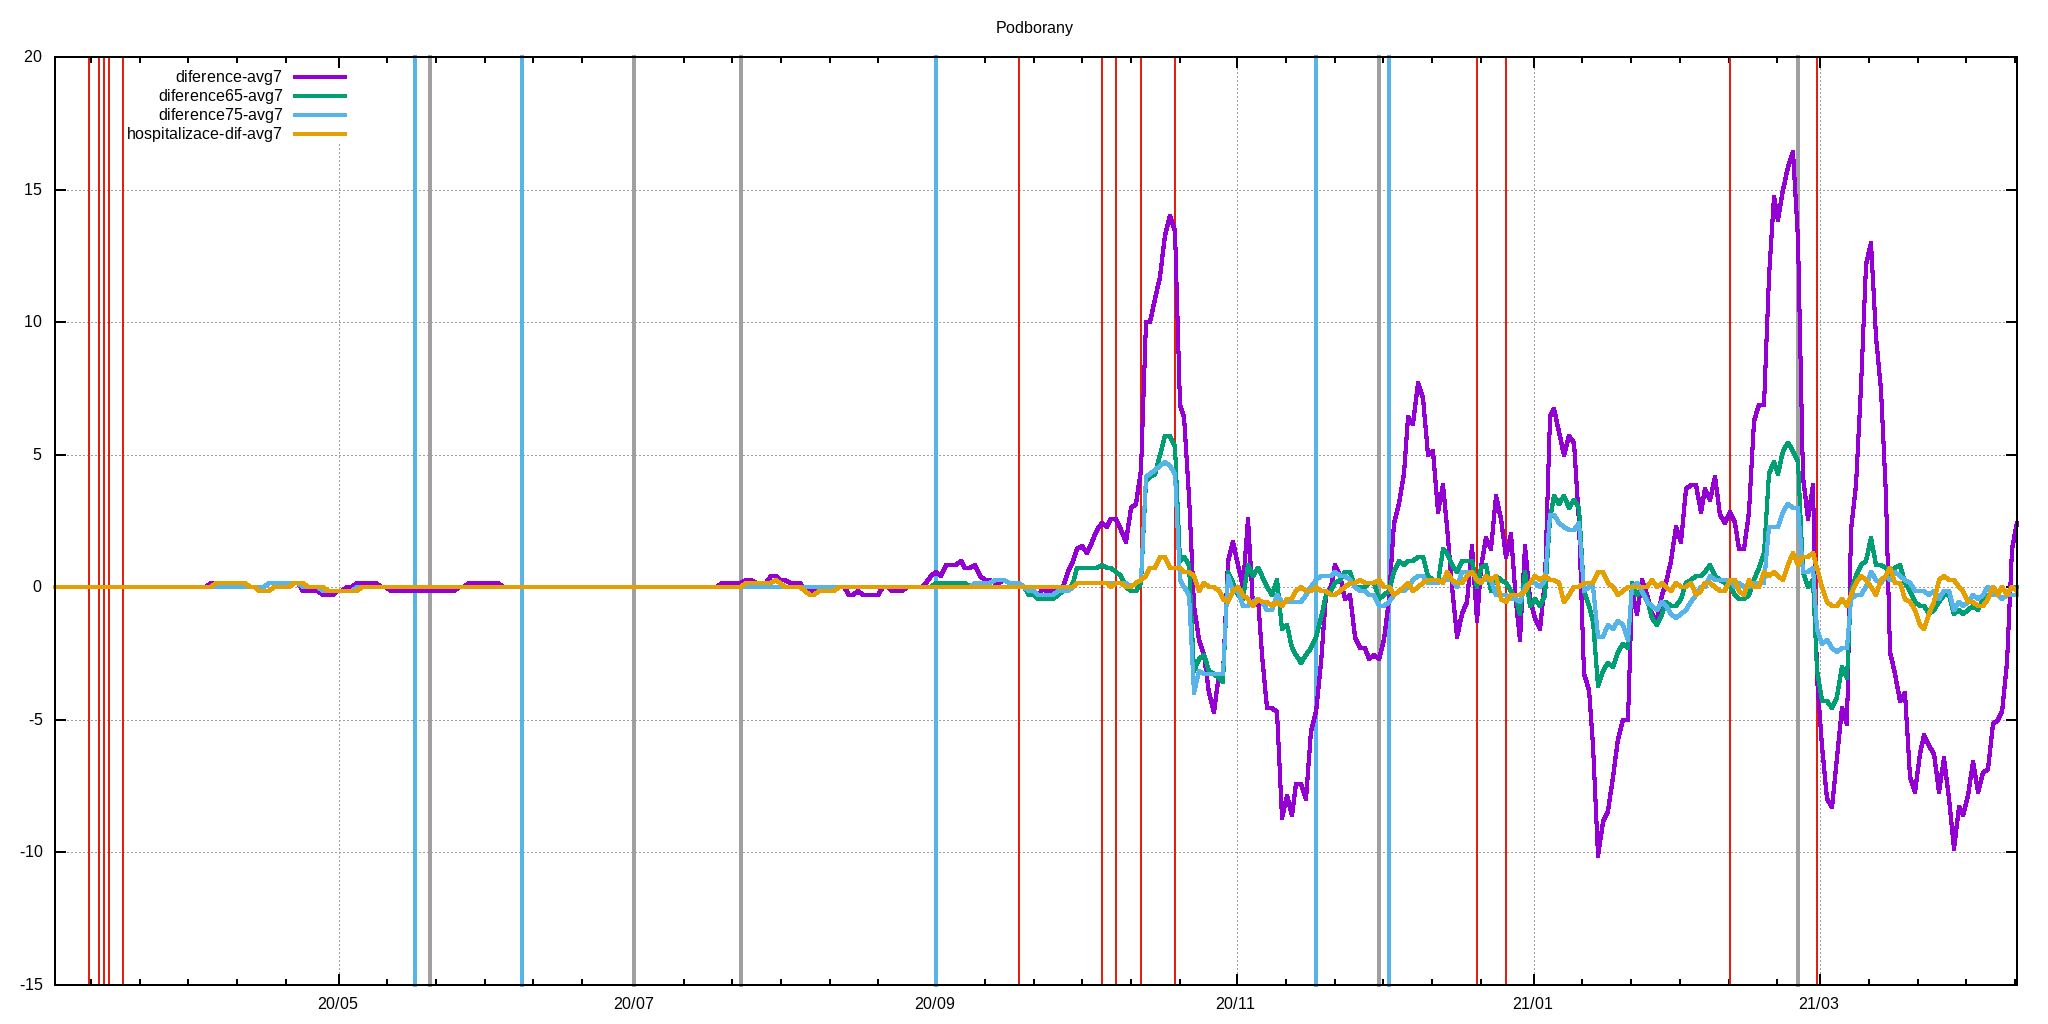 Podborany
20
diference-avg7
diference65-avg7
diference75-avg7
hospitalizace-dif-avg7
15
10
5
0
-5
-10
-15
20/05 20/07 20/09 20/11 21/01 21/03